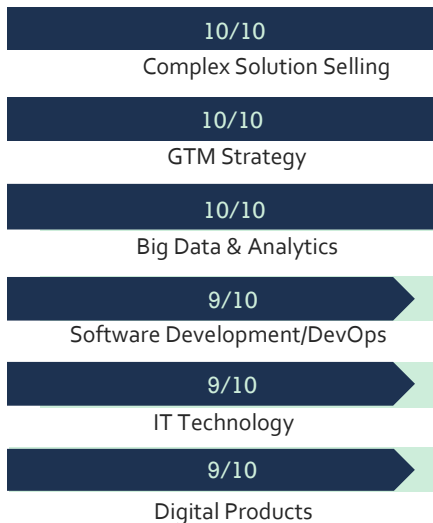 10/10
Complex Solution Selling
10/10
GTM Strategy
10/10
Big Data & Analytics
9/10
Software Development/DevOps
9/10
IT Technology
9/10
Digital Products